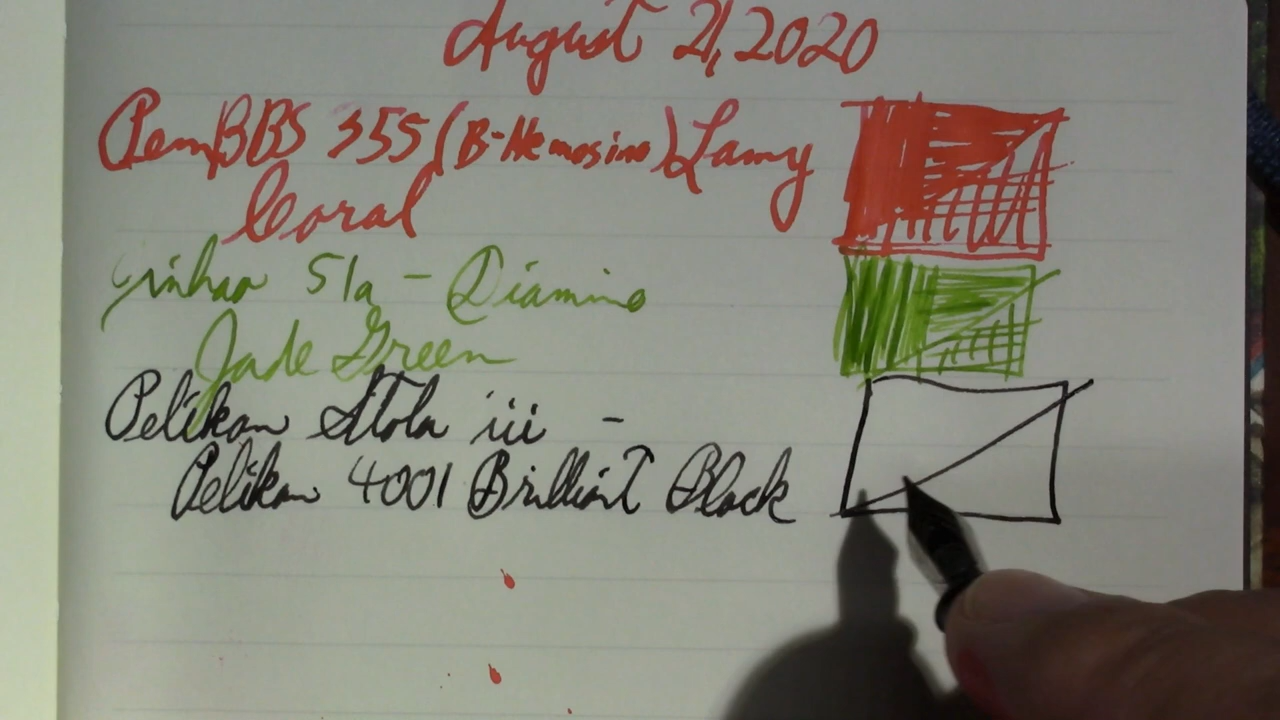 August 21, 2020
PenBBS 355 (B-Hemosino) Lamy
Coral
Jinhao 51a - Diamine
Jade Green
Pelikan Stola iii -
Pelikan 4001 Brilliant Black